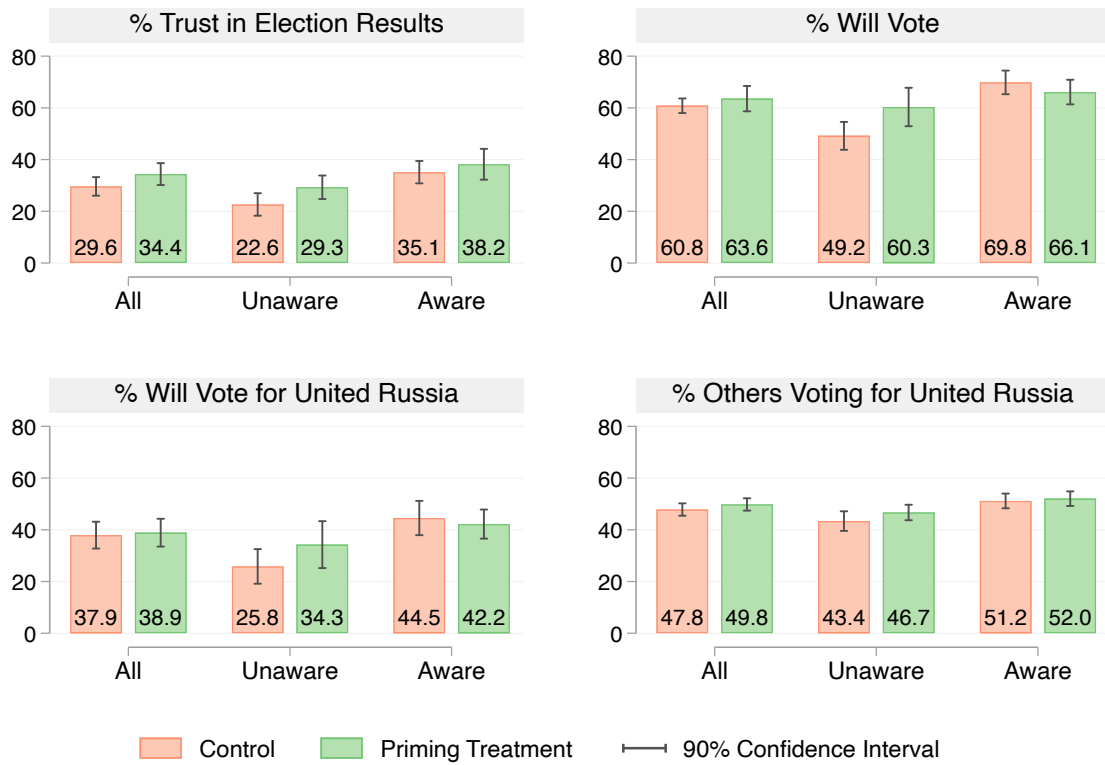 % Trust in Election Results
80
60
40
20
0
29.6 34.4 22.6 29.3 35.1 38.2
All Unaware Aware
% Will Vote
80
60
40
20
0
60.8 63.6 49.2 60.3 69.8 66.1
All Unaware Aware
% Will Vote for United Russia
80
60
40
20
0
37.9 38.9 25.8 34.3 44.5 42.2
All Unaware Aware
% Others Voting for United Russia
80
60
40
20
0
47.8 49.8 43.4 46.7 51.2 52.0
All Unaware Aware
Control Priming Treatment 90% Confidence Interval